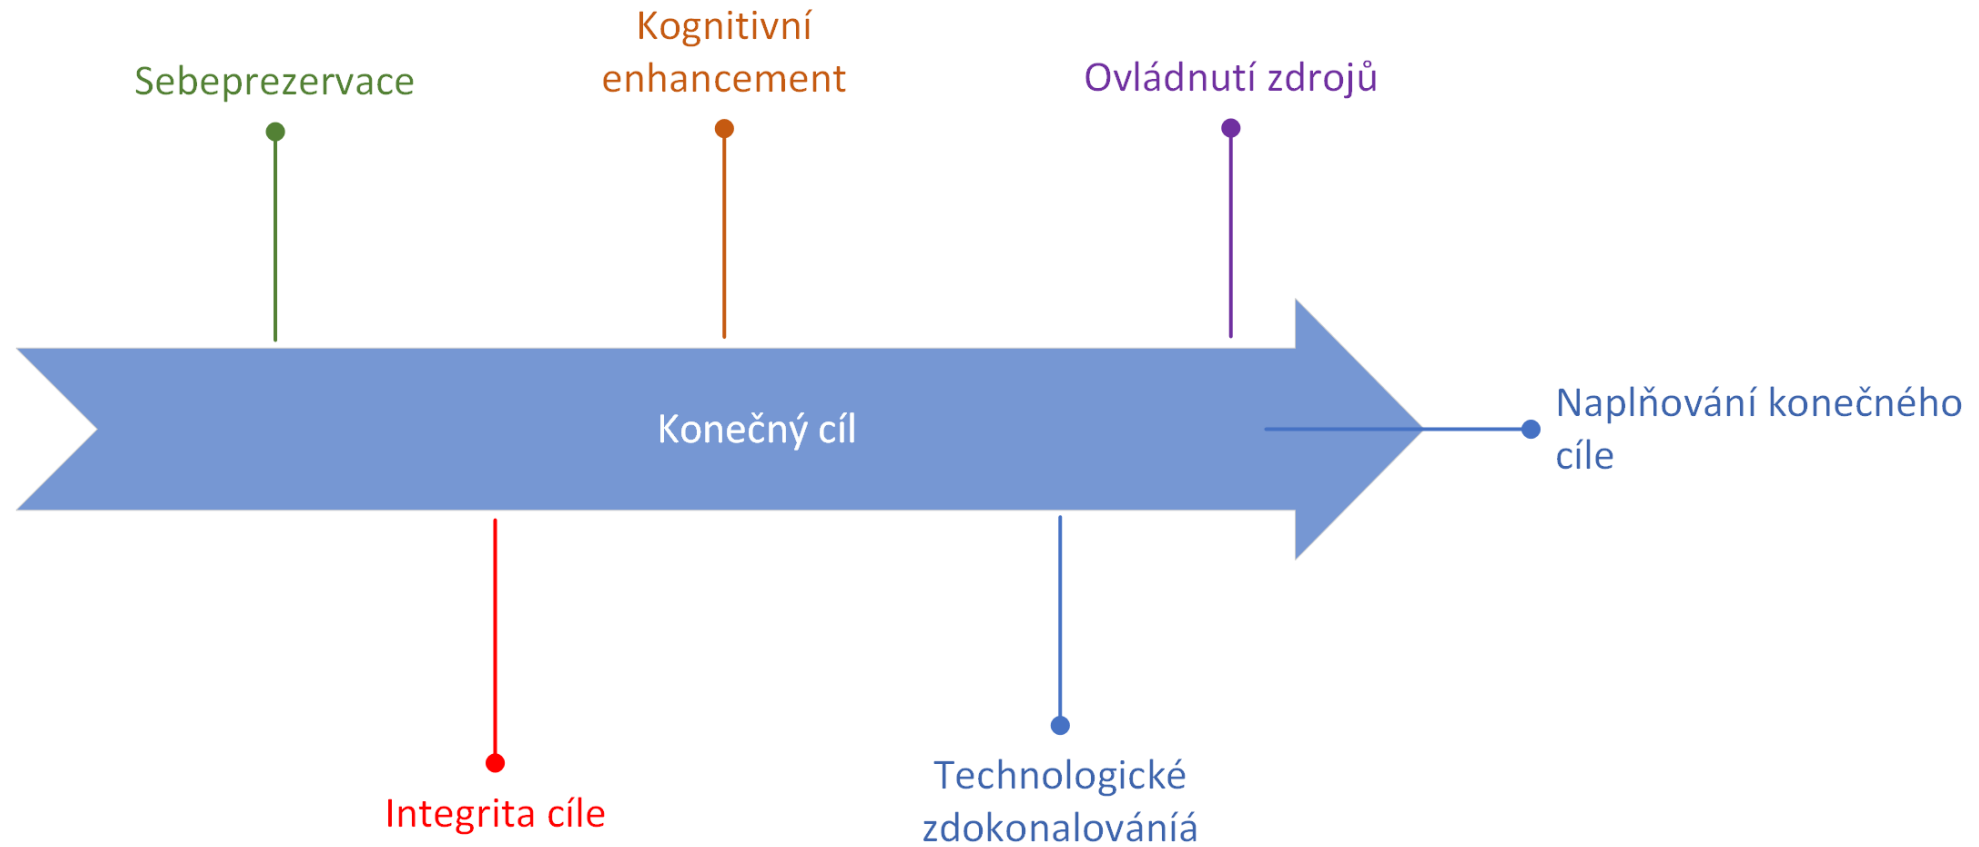 Kognitivní
enhancement
Sebeprezervace
Ovládnutí zdrojů
Konečný cíl
Naplňování konečného
cíle
Integrita cíle
Technologické
zdokonalováníá